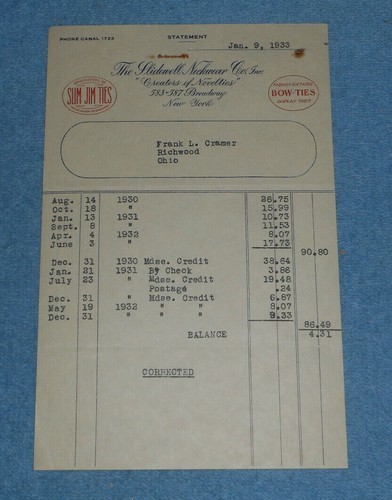 PHONE CANAL 1723
STATEMENT
Jan. 9, 1933
The Slidewell Neckwear Co., Inc.
"Creators of Novelties"
583-587 Broadway
New York
SLIM JIM TIES
BOW-TIES
Frank L. Cramer
Richwood
Ohio
Aug. 14 1930 26.75
Oct. 18 " 15.99
Jan. 13 1931 10.73
Sept. 8 " 11.53
Apr. 4 1932 8.07
June 3 " 17.73
90.80
Dec. 31 1930 Mdse. Credit 38.64
Jan. 21 1931 By Check 3.86
July 23 " Mdse. Credit 19.48
Postage .24
Dec. 31 " Mdse. Credit 6.87
May 19 1932 " " 8.07
Dec. 31 " " " 9.33
86.49
BALANCE 4.31
CORRECTED